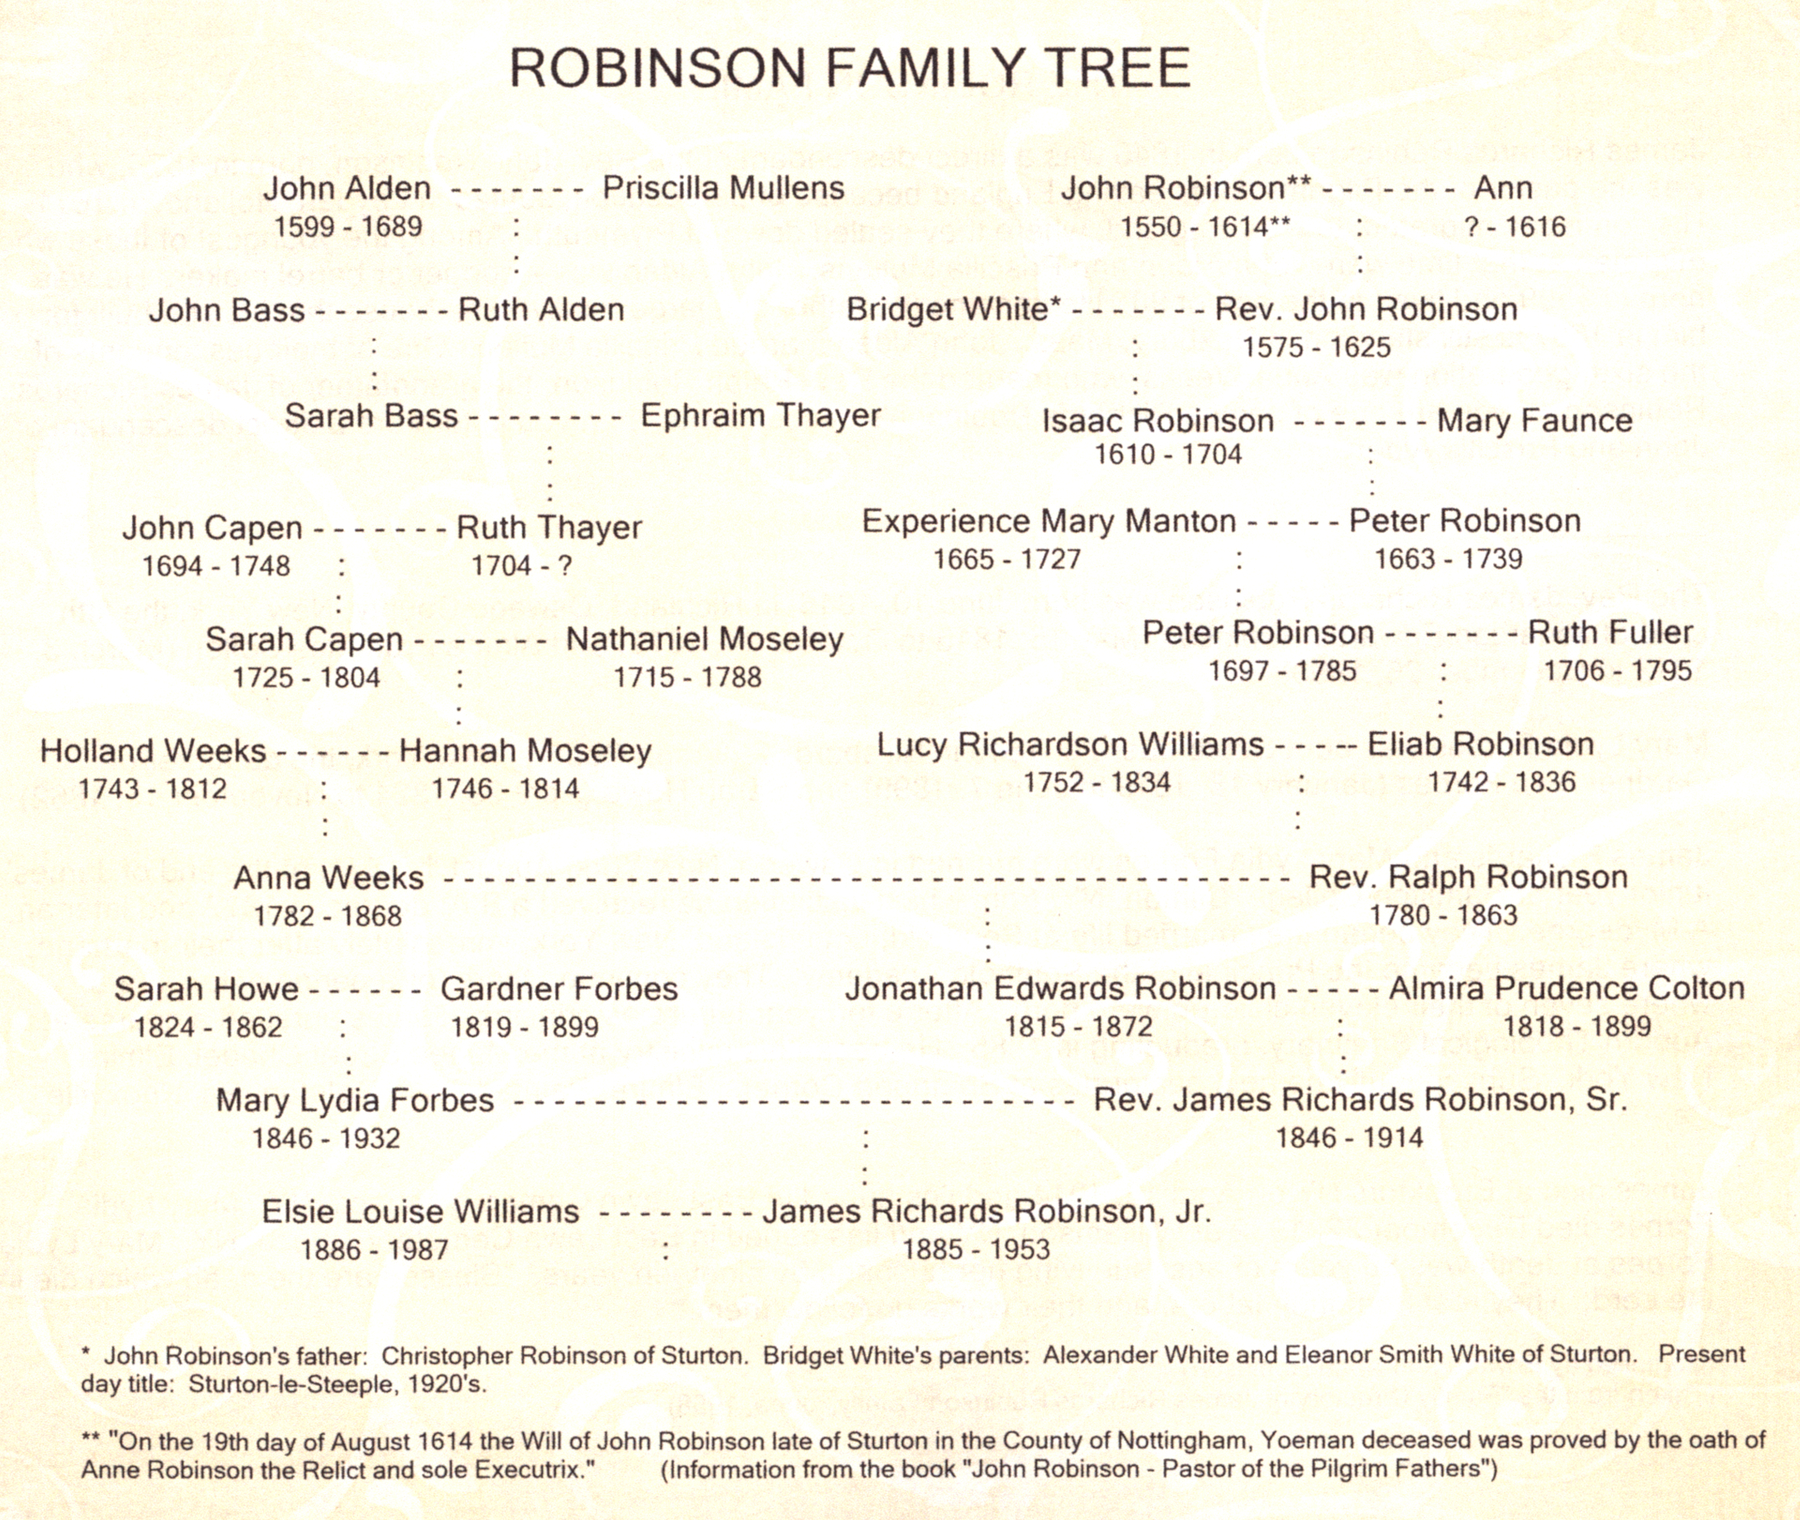 ROBINSON FAMILY TREE
John Alden - - - - - - - Priscilla Mullens John Robinson** - - - - - - - Ann
1599 - 1689 : 1550 - 1614** : ? - 1616
: :
John Bass - - - - - - - Ruth Alden Bridget White* - - - - - - - Rev. John Robinson
: : 1575 - 1625
: :
Sarah Bass - - - - - - - - Ephraim Thayer Isaac Robinson - - - - - - - Mary Faunce
: 1610 - 1704 :
: :
John Capen - - - - - - - Ruth Thayer Experience Mary Manton - - - - - Peter Robinson
1694 - 1748 : 1704 - ? 1665 - 1727 : 1663 - 1739
: :
Sarah Capen - - - - - - - Nathaniel Moseley Peter Robinson - - - - - - - Ruth Fuller
1725 - 1804 : 1715 - 1788 1697 - 1785 : 1706 - 1795
: :
Holland Weeks - - - - - - Hannah Moseley Lucy Richardson Williams - - - -- Eliab Robinson
1743 - 1812 : 1746 - 1814 1752 - 1834 : 1742 - 1836
: :
Anna Weeks - - - - - - - - - - - - - - - - - - - - - - - - - - - - - - - - - - - - - - - - - - Rev. Ralph Robinson
1782 - 1868 : 1780 - 1863
:
Sarah Howe - - - - - - Gardner Forbes Jonathan Edwards Robinson - - - - - Almira Prudence Colton
1824 - 1862 : 1819 - 1899 1815 - 1872 : 1818 - 1899
: :
Mary Lydia Forbes - - - - - - - - - - - - - - - - - - - - - - - - - - - - Rev. James Richards Robinson, Sr.
1846 - 1932 : 1846 - 1914
:
Elsie Louise Williams - - - - - - - - James Richards Robinson, Jr.
1886 - 1987 : 1885 - 1953
* John Robinson's father: Christopher Robinson of Sturton. Bridget White's parents: Alexander White and Eleanor Smith White of Sturton. Present
day title: Sturton-le-Steeple, 1920's.
** "On the 19th day of August 1614 the Will of John Robinson late of Sturton in the County of Nottingham, Yoeman deceased was proved by the oath of
Anne Robinson the Relict and sole Executrix." (Information from the book "John Robinson - Pastor of the Pilgrim Fathers")